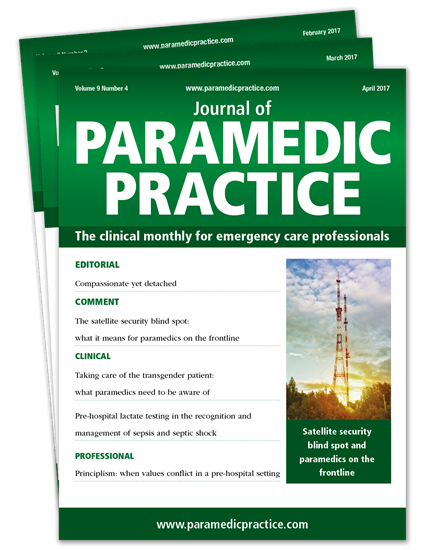 www.paramedicpractice.com
February 2017
www.paramedicpractice.com
March 2017
Volume 9 Number 4
www.paramedicpractice.com
April 2017
Journal of
PARAMEDIC
PRACTICE
The clinical monthly for emergency care professionals
EDITORIAL
Compassionate yet detached
COMMENT
The satellite security blind spot:
what it means for paramedics on the frontline
CLINICAL
Taking care of the transgender patient:
what paramedics need to be aware of
Pre-hospital lactate testing in the recognition and
management of sepsis and septic shock
PROFESSIONAL
Principlism: when values conflict in a pre-hospital setting
Satellite security
blind spot and
paramedics on the
frontline
www.paramedicpractice.com